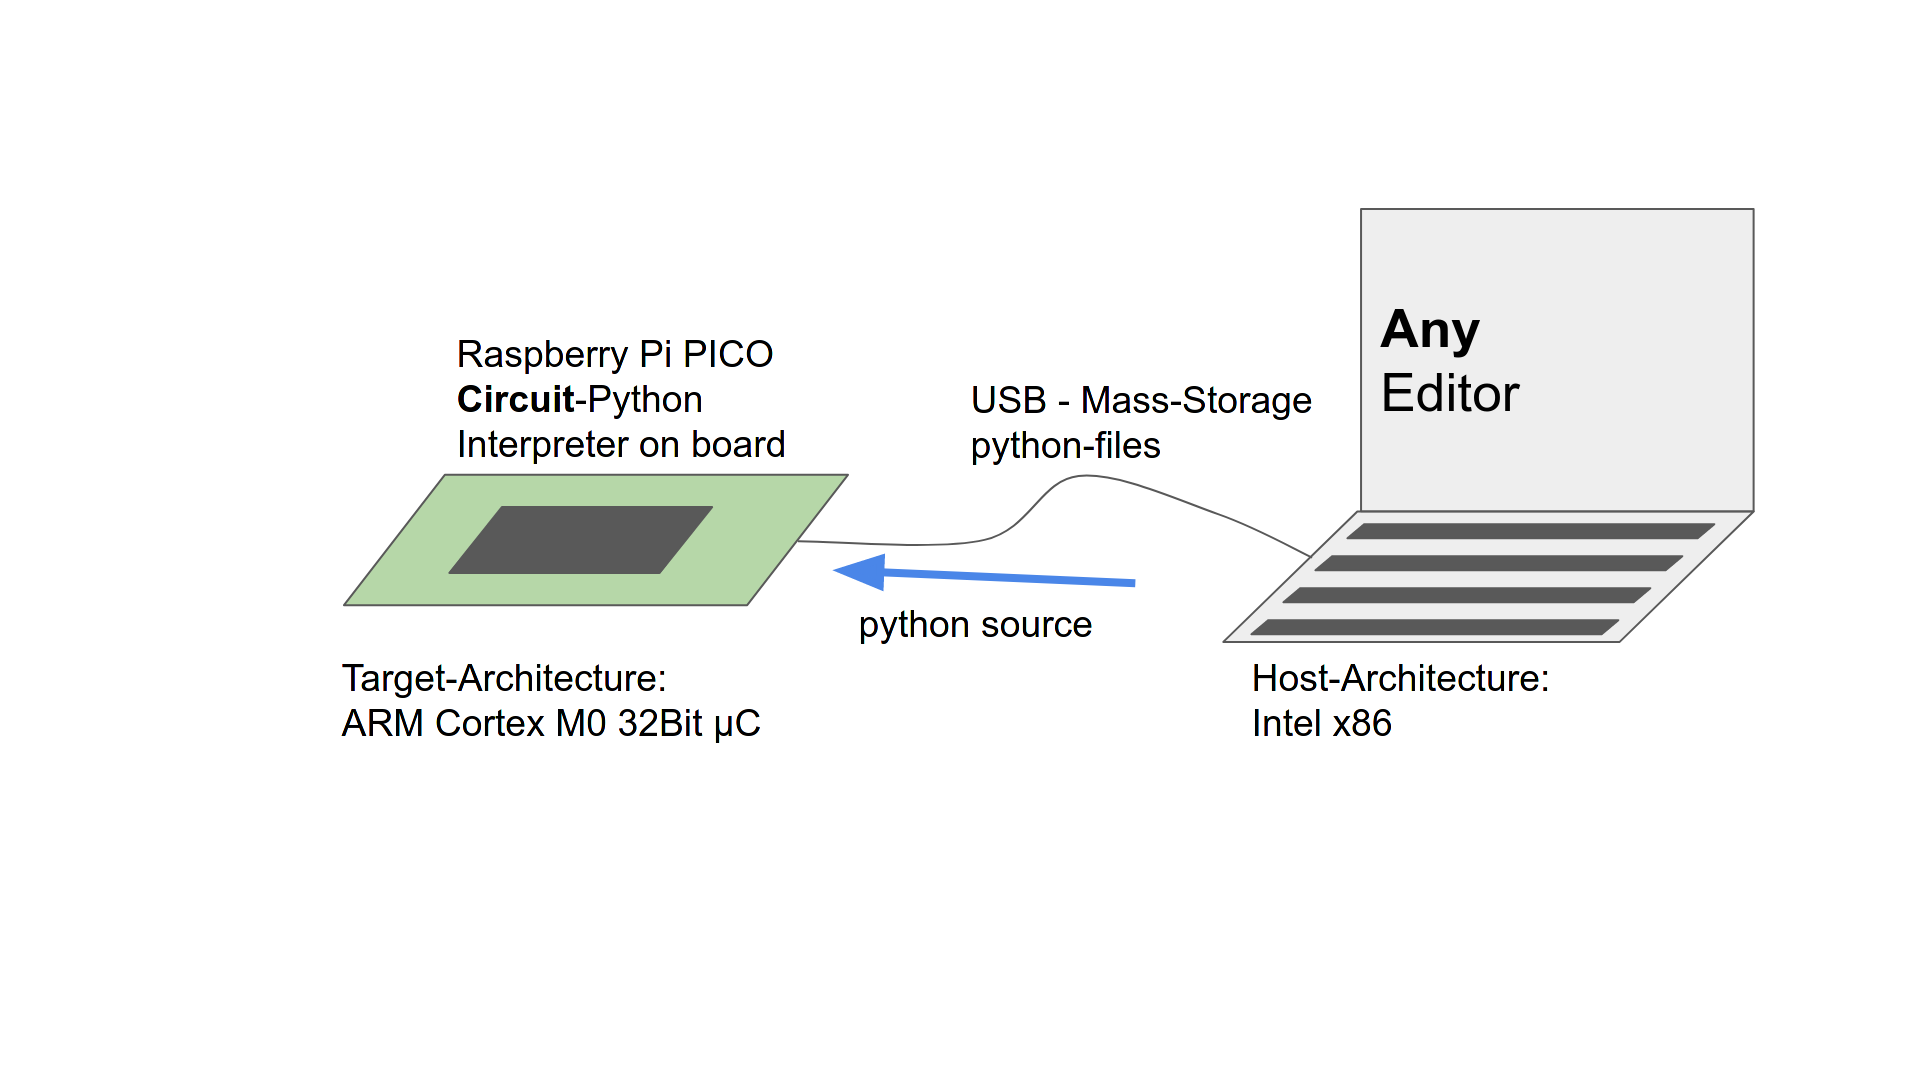 Raspberry Pi PICO
Circuit-Python
Interpreter on board
USB - Mass-Storage
python-files
Any
Editor
python source
Target-Architecture:
ARM Cortex M0 32Bit µC
Host-Architecture:
Intel x86